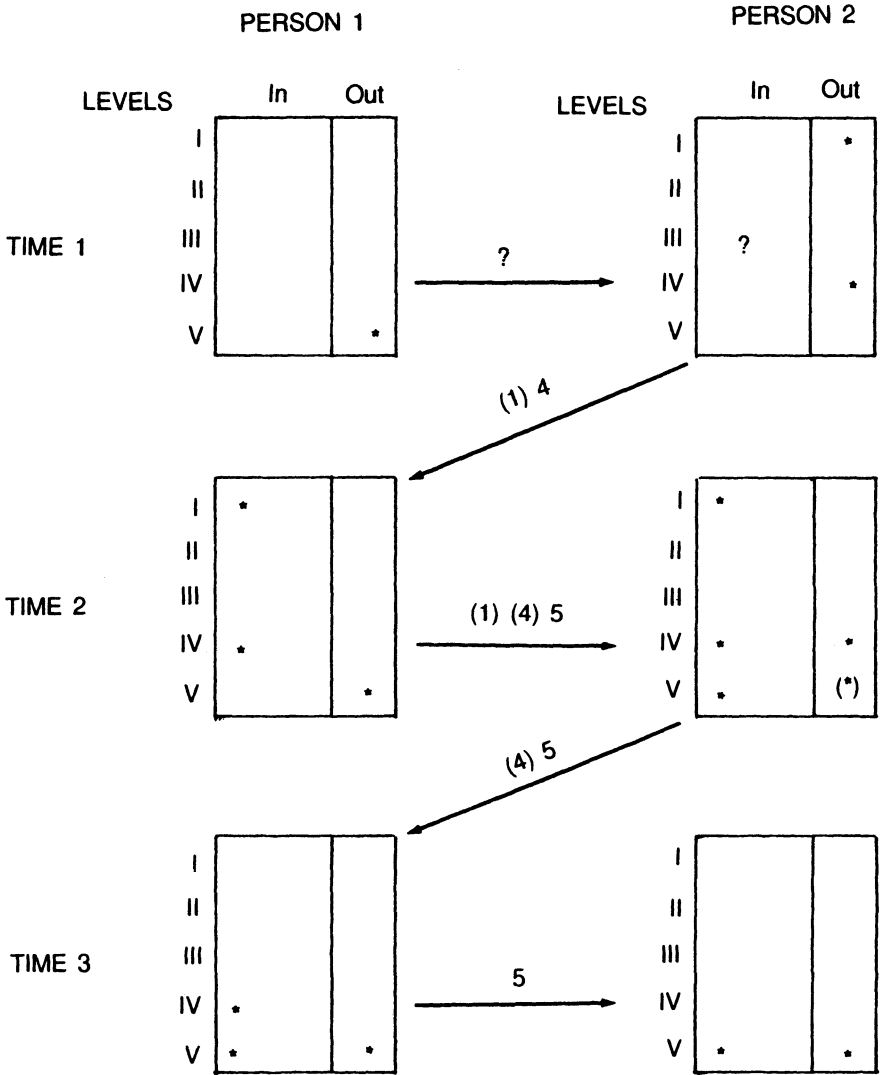 PERSON 1 PERSON 2
LEVELS In Out LEVELS In Out
I I *
II II
TIME 1 III III ?
IV ? IV *
V * V
(1) 4
I * I *
II II
TIME 2 III III
IV * (1) (4) 5 IV * *
V * V * (*)
(4) 5
I I
II II
TIME 3 III III
IV * 5 IV
V * * V * *